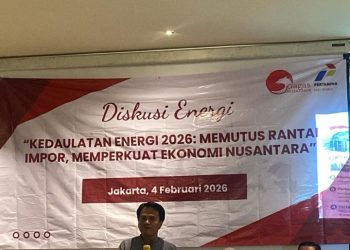 PERTAMINA
Diskusi Energi
"KEDAULATAN ENERGI 2026: MEMUTUS RANTAI
IMPOR, MEMPERKUAT EKONOMI NUSANTARA"
Jakarta, 4 Februari 2026